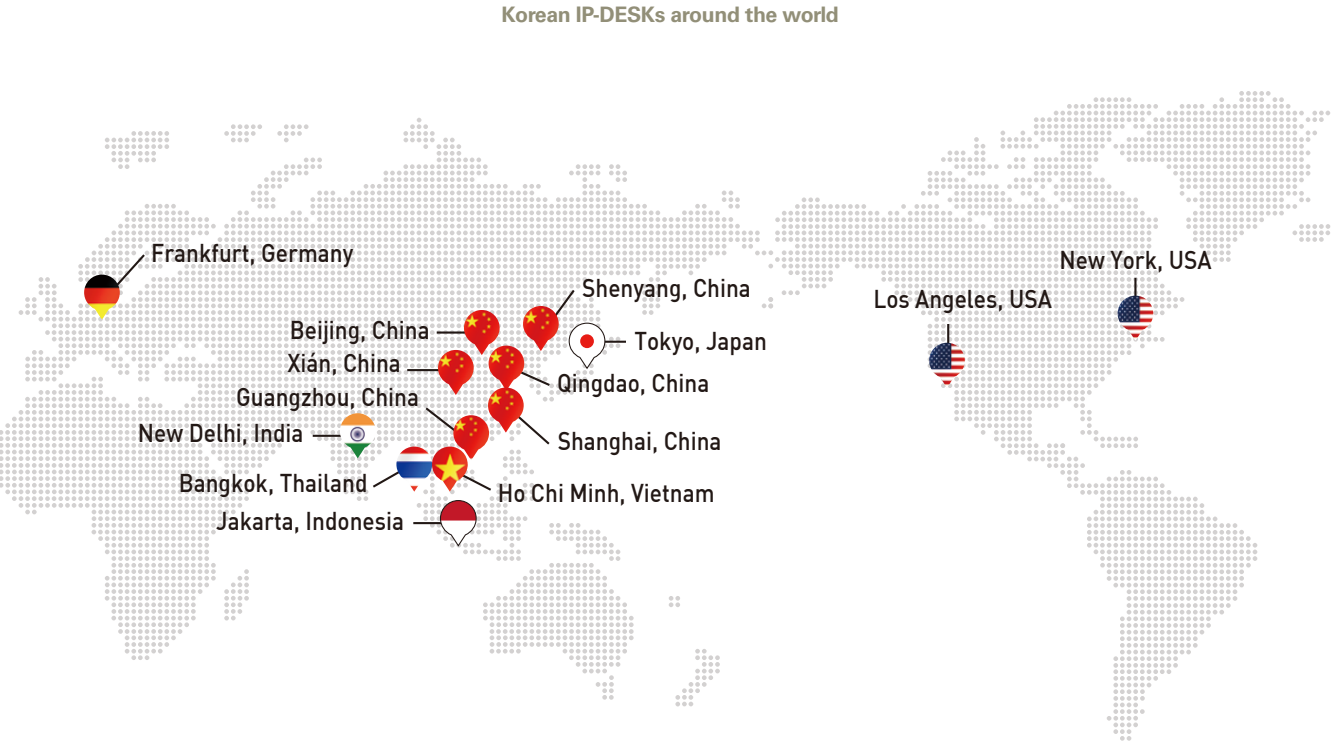 Korean IP-DESKs around the world
Frankfurt, Germany
New York, USA
Shenyang, China
Los Angeles, USA
Beijing, China
Tokyo, Japan
Xián, China
Qingdao, China
Guangzhou, China
New Delhi, India
Shanghai, China
Bangkok, Thailand
Ho Chi Minh, Vietnam
Jakarta, Indonesia